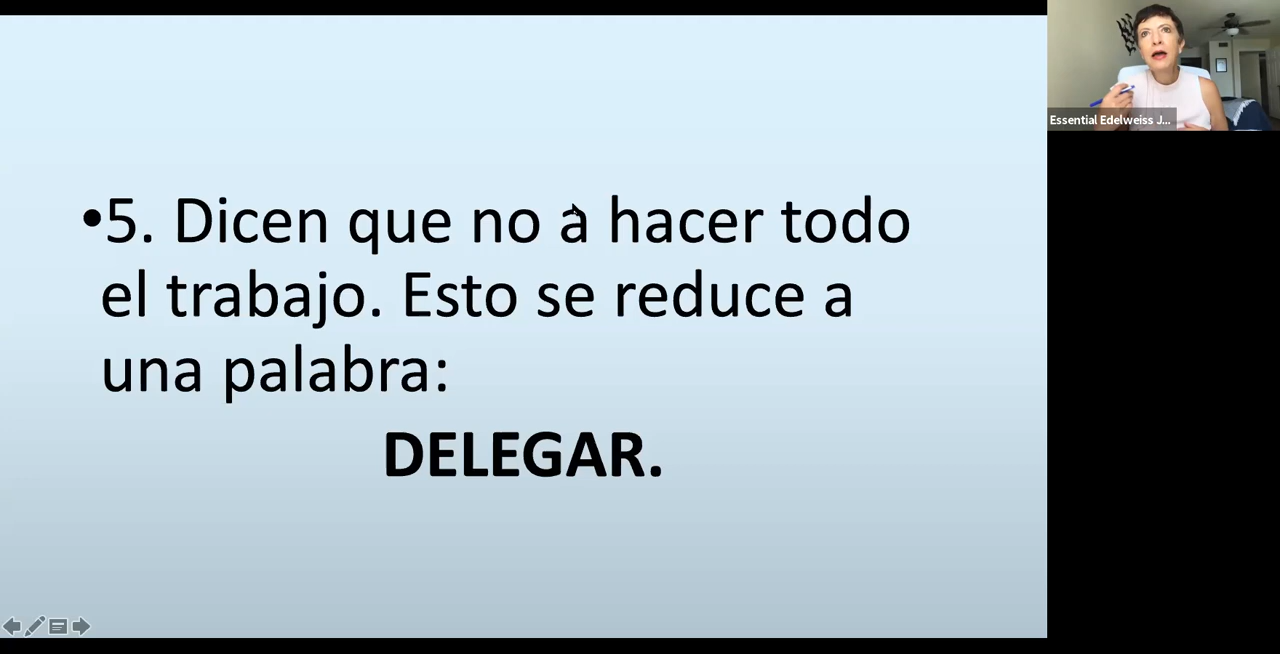 •5. Dicen que no a hacer todo
el trabajo. Esto se reduce a
una palabra:
DELEGAR.
Essential Edelweiss J...